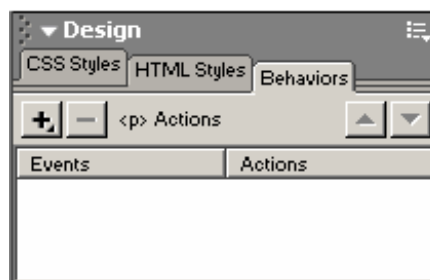 Design
CSS Styles HTML Styles Behaviors
<p> Actions
Events Actions